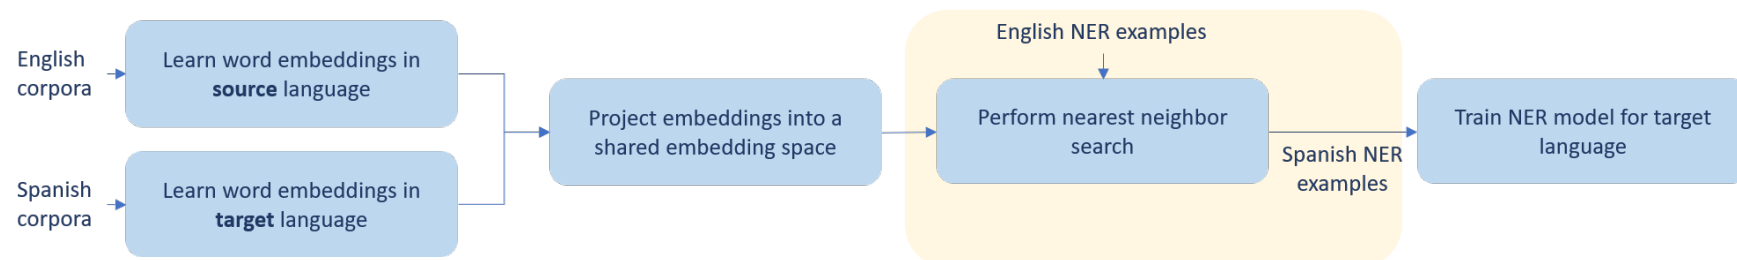 English
corpora
Learn word embeddings in
source language
Spanish
corpora
Learn word embeddings in
target language
Project embeddings into a
shared embedding space
English NER examples
Perform nearest neighbor
search
Spanish NER
examples
Train NER model for target
language